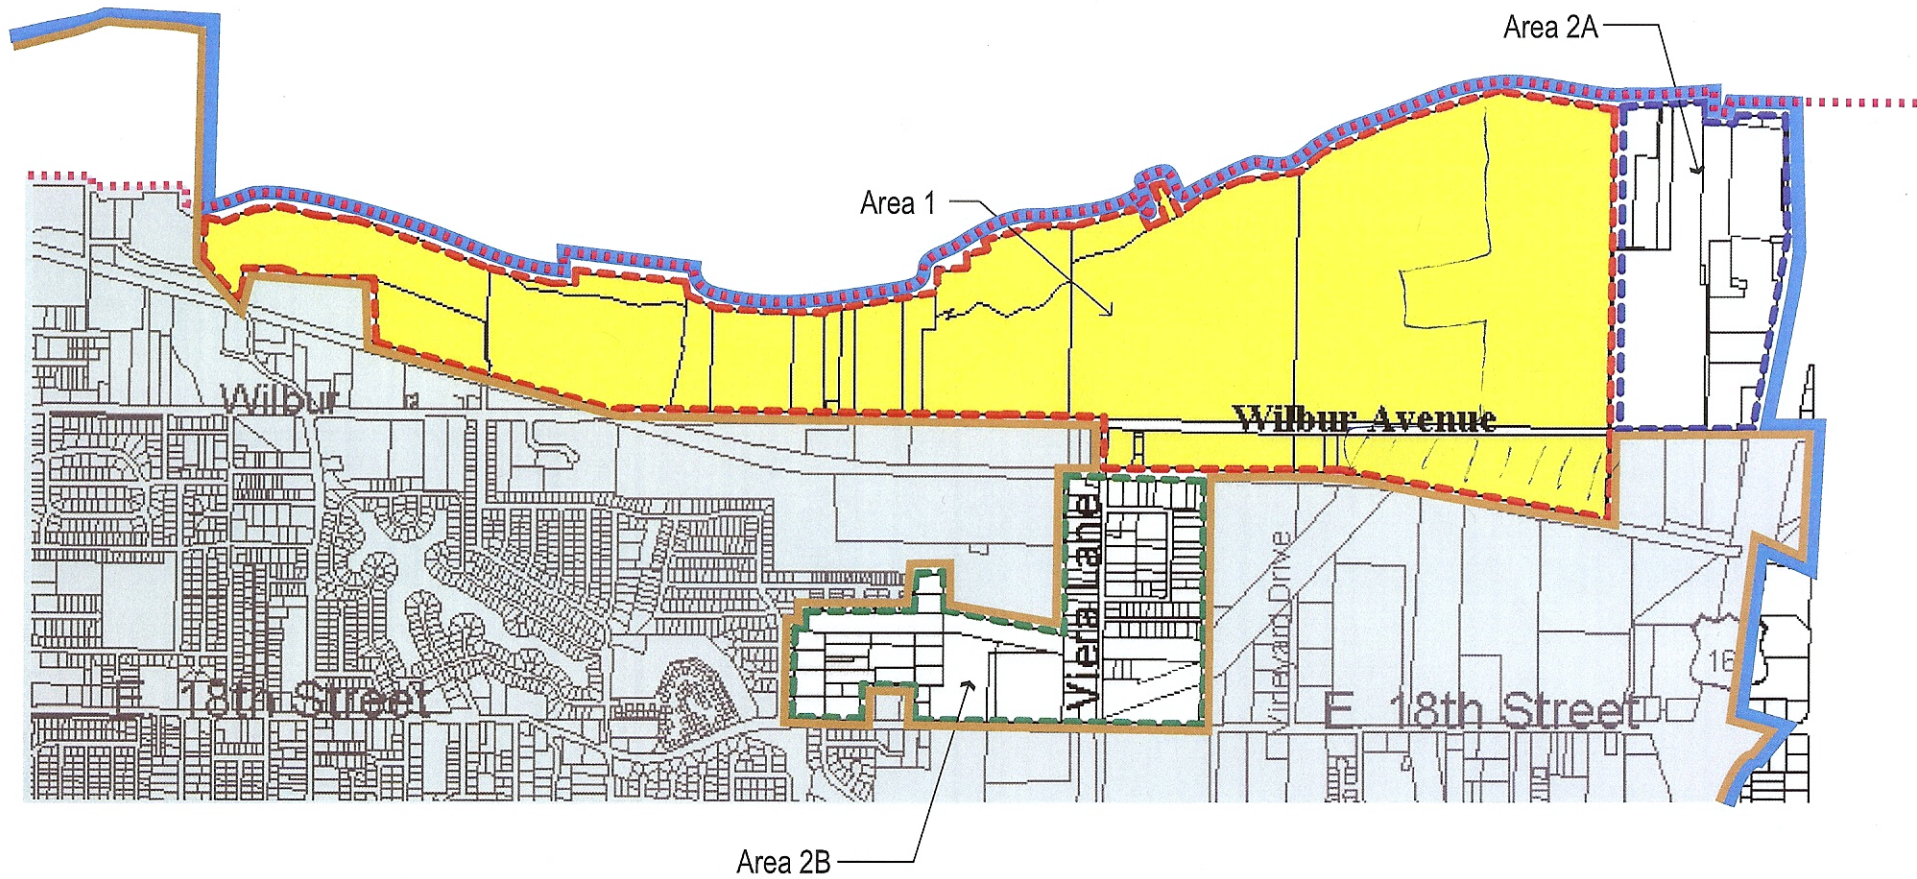 Area 2A
Area 1
Wilbur
Wilbur Avenue
Viera Lane
Vineyard Drive
16
E. 18th Street
E. 18th Street
Area 2B